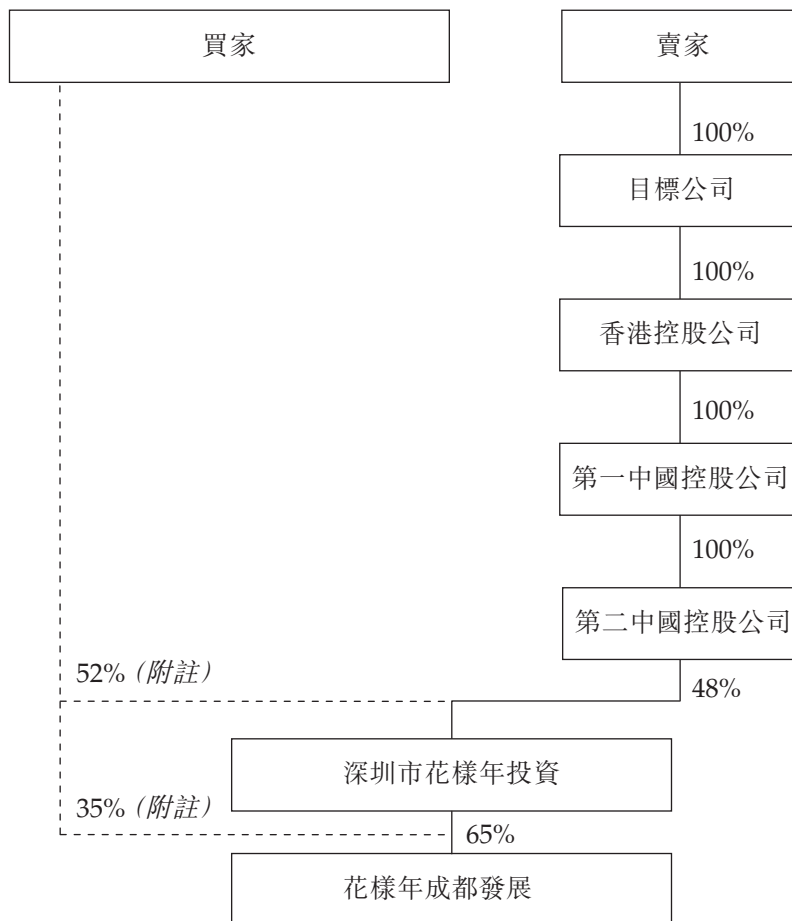 買家
賣家
100%
目標公司
100%
香港控股公司
100%
第一中國控股公司
100%
第二中國控股公司
52% (附註)
48%
深圳市花樣年投資
35% (附註)
65%
花樣年成都發展